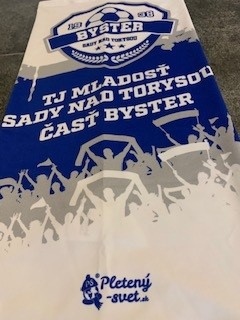 19 38
BYSTER
SADY NAD TORYSOU
TJ MLADOSŤ
SADY NAD TORYSOU
ČASŤ BYSTER
Pletený
-svet.sk